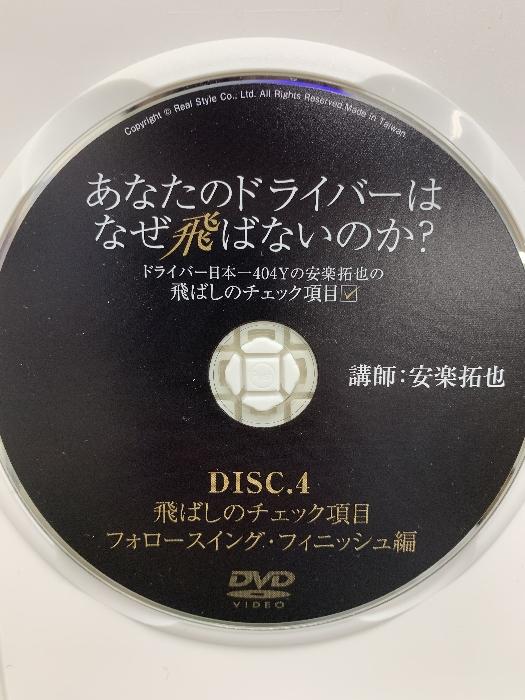 Copyright © Real Style Co., Ltd. All Rights Reserved.Made in Taiwan
あなたのドライバーは
なぜ飛ばないのか?
ドライバー日本一404Yの安楽拓也の
飛ばしのチェック項目☑
講師:安楽拓也
DISC.4
飛ばしのチェック項目
フォロースイング・フィニッシュ編
DVD
VIDEO